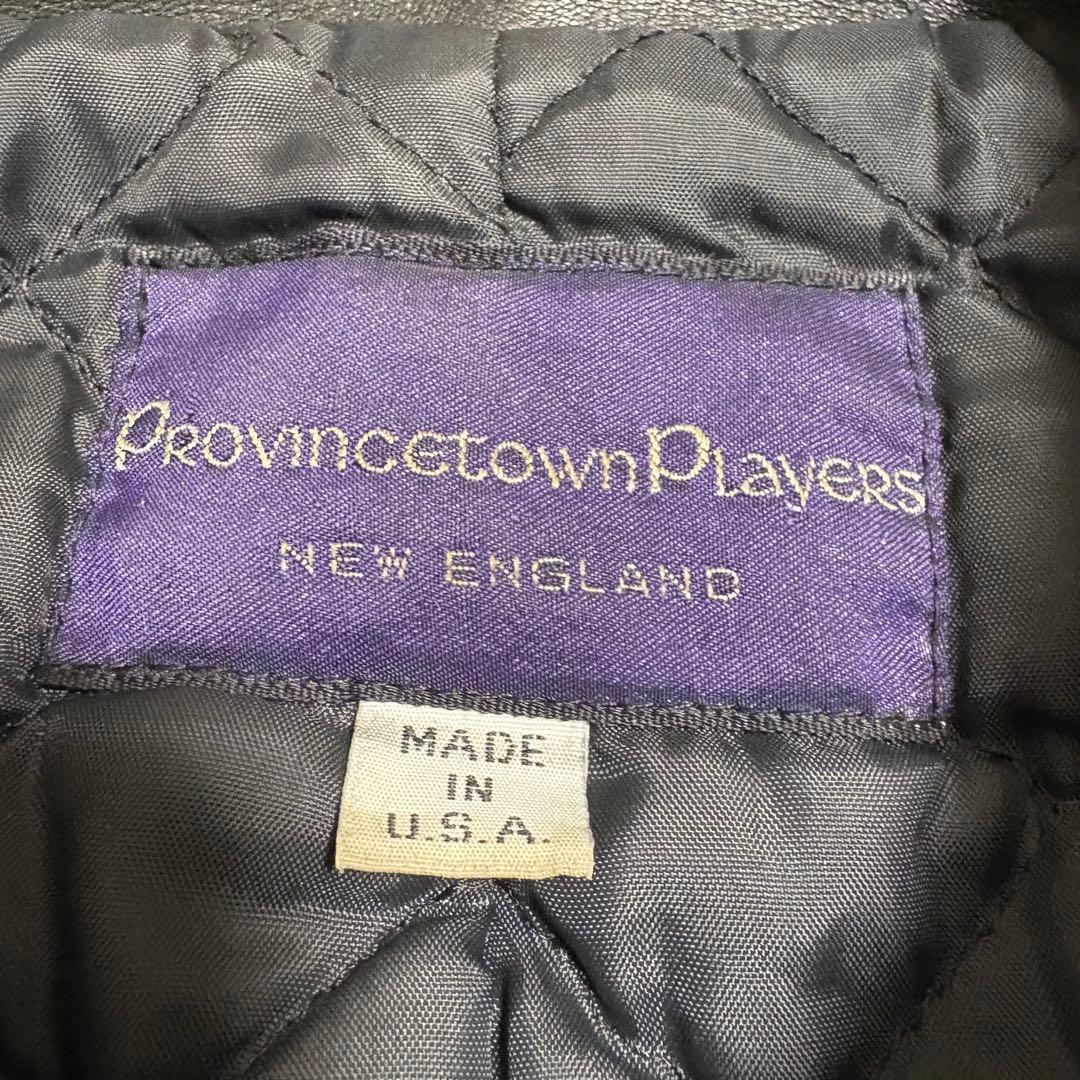 ProvincetownPlayers
NEW ENGLAND
MADE
IN
U.S.A.